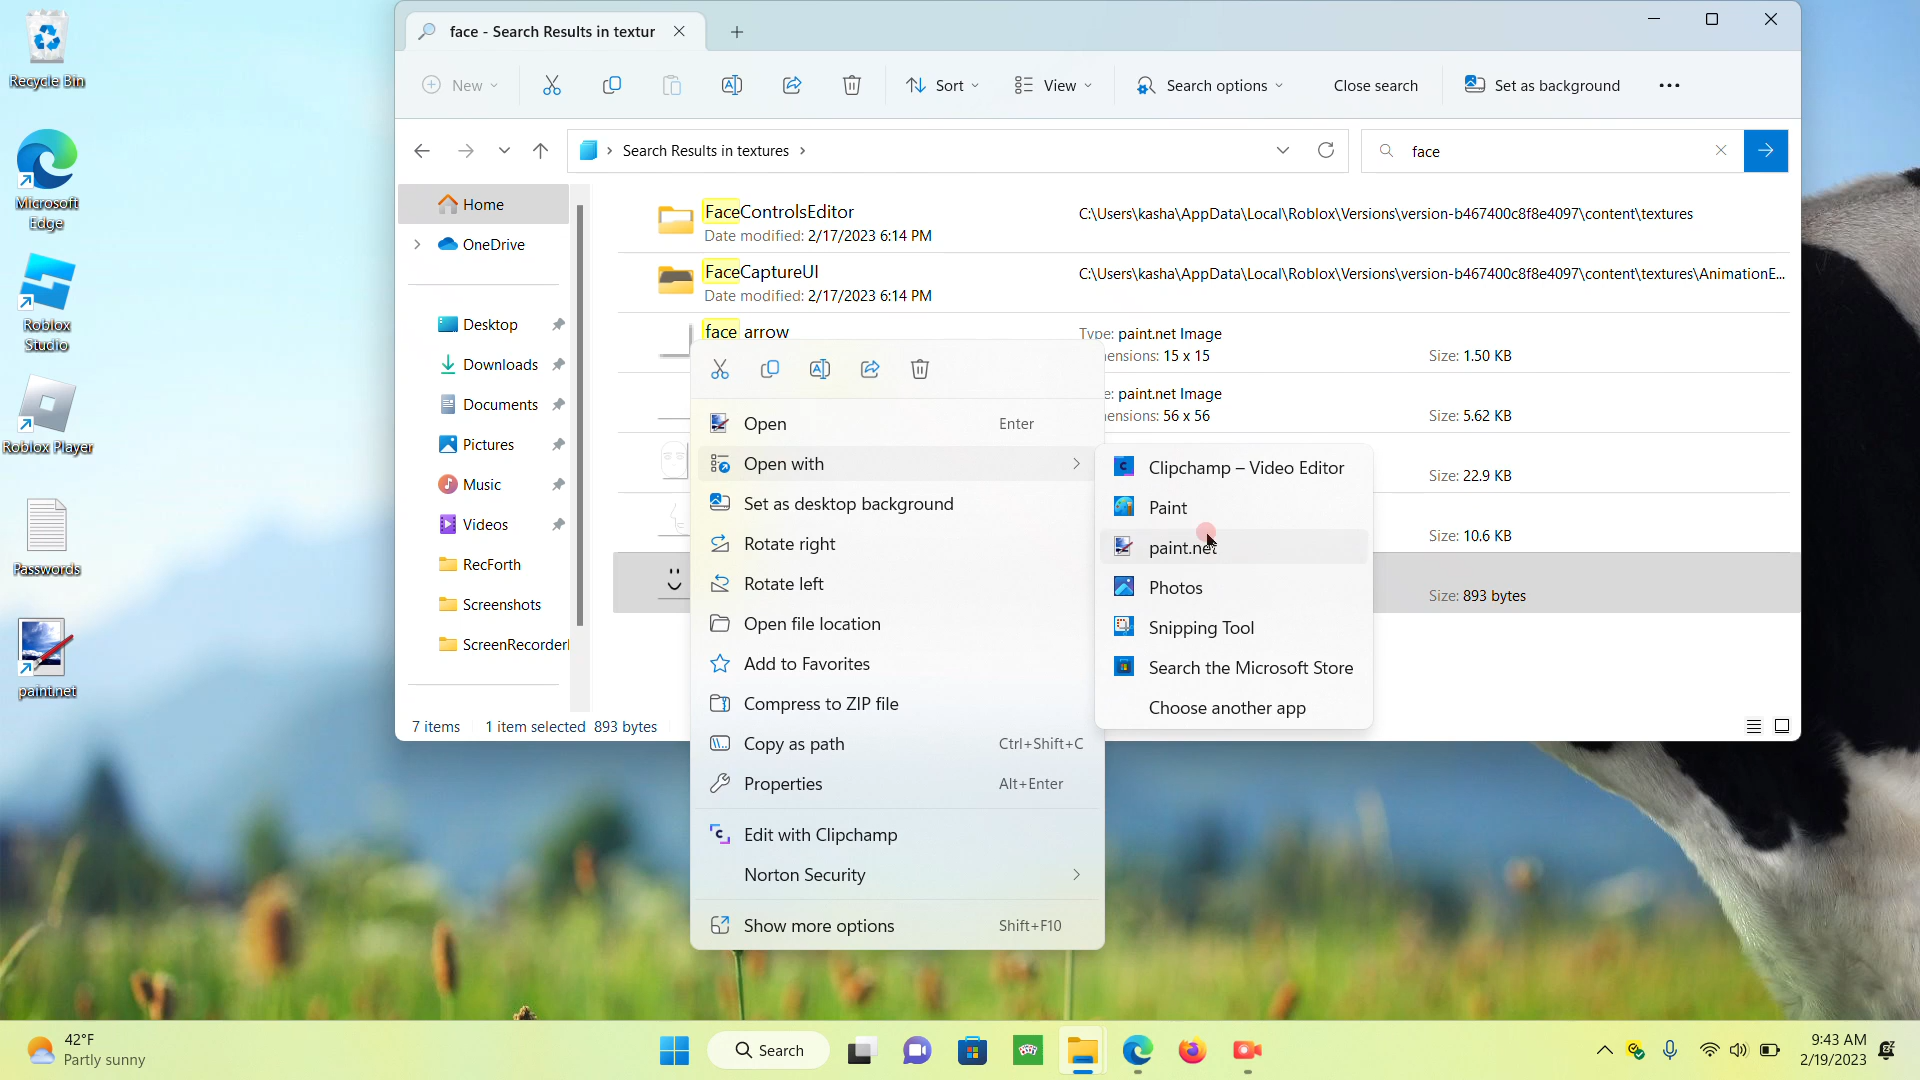 Recycle Bin
Microsoft
Edge
Roblox
Studio
Roblox Player
Passwords
paint.net
face - Search Results in textur
New
Sort
View
Search options
Close search
Set as background
Search Results in textures
face
Home
OneDrive
Desktop
Downloads
Documents
Pictures
Music
Videos
RecForth
Screenshots
ScreenRecorder
FaceControlsEditor
Date modified: 2/17/2023 6:14 PM
C:\Users\kasha\AppData\Local\Roblox\Versions\version-b467400c8f8e4097\content\textures
FaceCaptureUI
Date modified: 2/17/2023 6:14 PM
C:\Users\kasha\AppData\Local\Roblox\Versions\version-b467400c8f8e4097\content\textures\AnimationE...
face arrow
Type: paint.net Image
ensions: 15 x 15
Size: 1.50 KB
e: paint.net Image
ensions: 56 x 56
Size: 5.62 KB
Size: 22.9 KB
Size: 10.6 KB
Size: 893 bytes
Open Enter
Open with
Set as desktop background
Rotate right
Rotate left
Open file location
Add to Favorites
Compress to ZIP file
Copy as path Ctrl+Shift+C
Properties Alt+Enter
Edit with Clipchamp
Norton Security
Show more options Shift+F10
Clipchamp – Video Editor
Paint
paint.net
Photos
Snipping Tool
Search the Microsoft Store
Choose another app
7 items 1 item selected 893 bytes
42°F
Partly sunny
Search
9:43 AM
2/19/2023